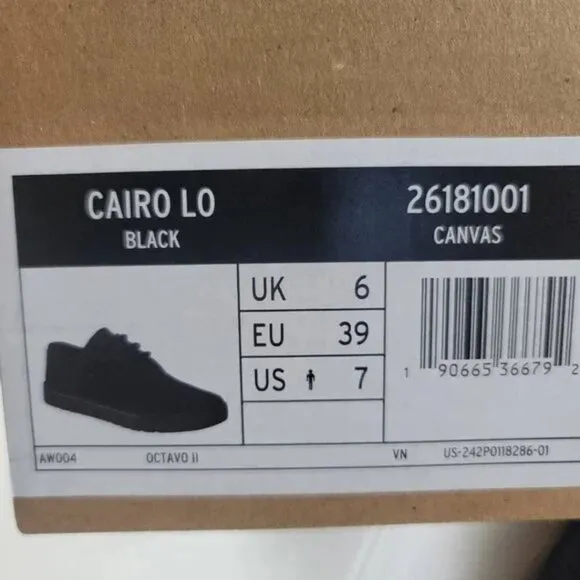 CAIRO LO
BLACK
26181001
CANVAS
UK 6
EU 39
US 7
1 90665 36679 2
AW004 OCTAVO II VN US-242P0118286-01